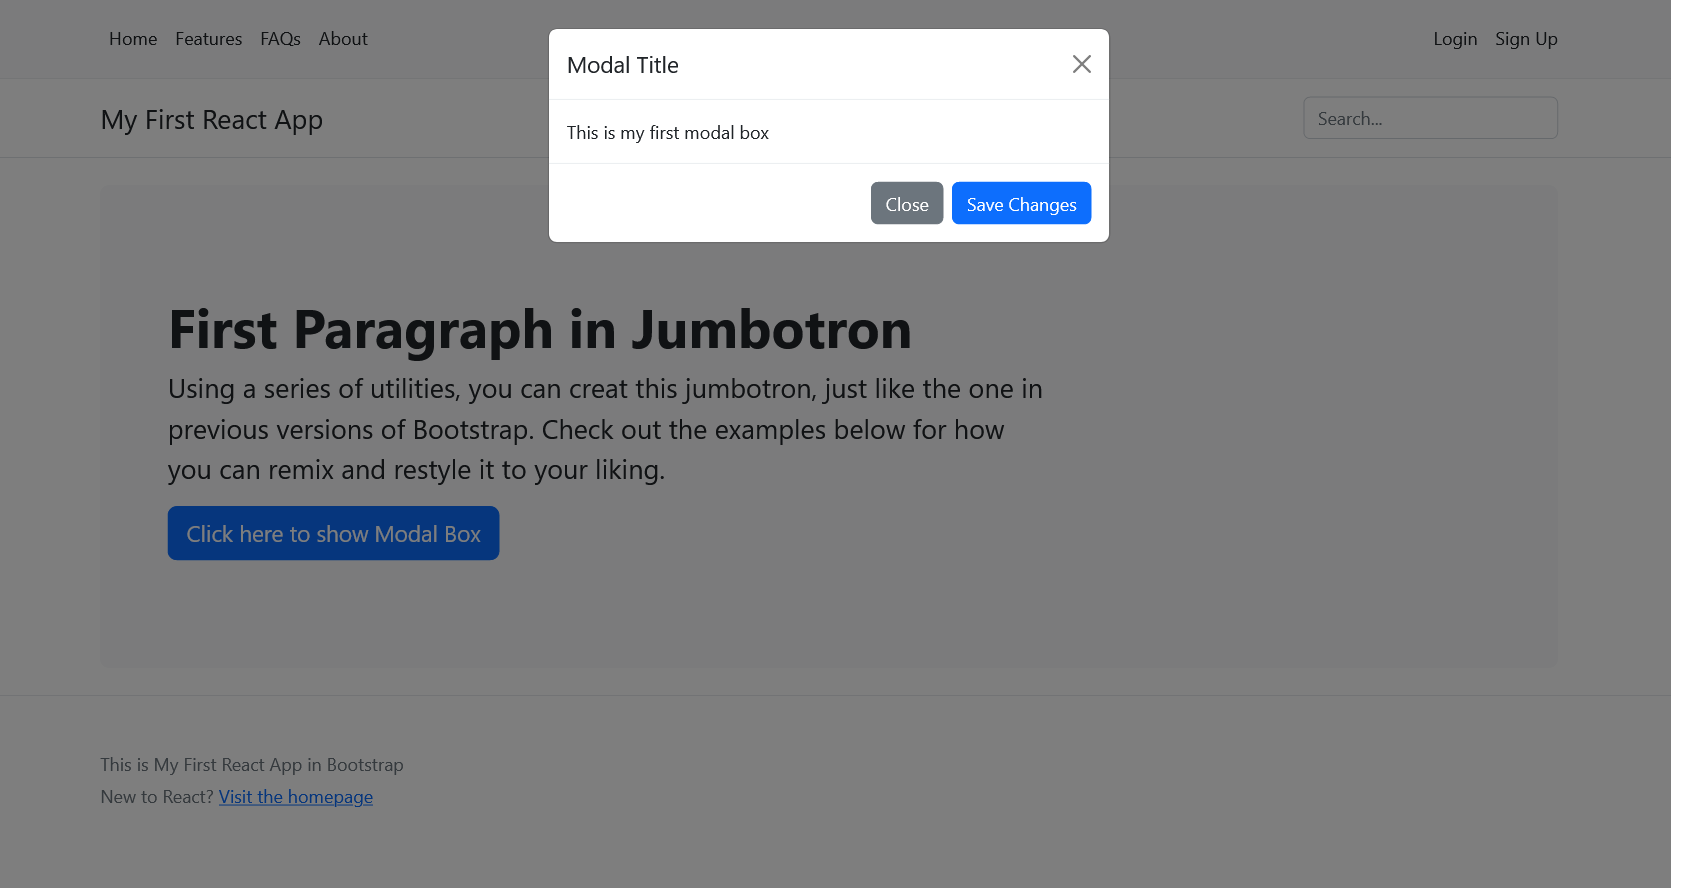 Home Features FAQs About
Login Sign Up
Modal Title
This is my first modal box
Close Save Changes
My First React App
Search...
First Paragraph in Jumbotron
Using a series of utilities, you can creat this jumbotron, just like the one in
previous versions of Bootstrap. Check out the examples below for how
you can remix and restyle it to your liking.
Click here to show Modal Box
This is My First React App in Bootstrap
New to React? Visit the homepage